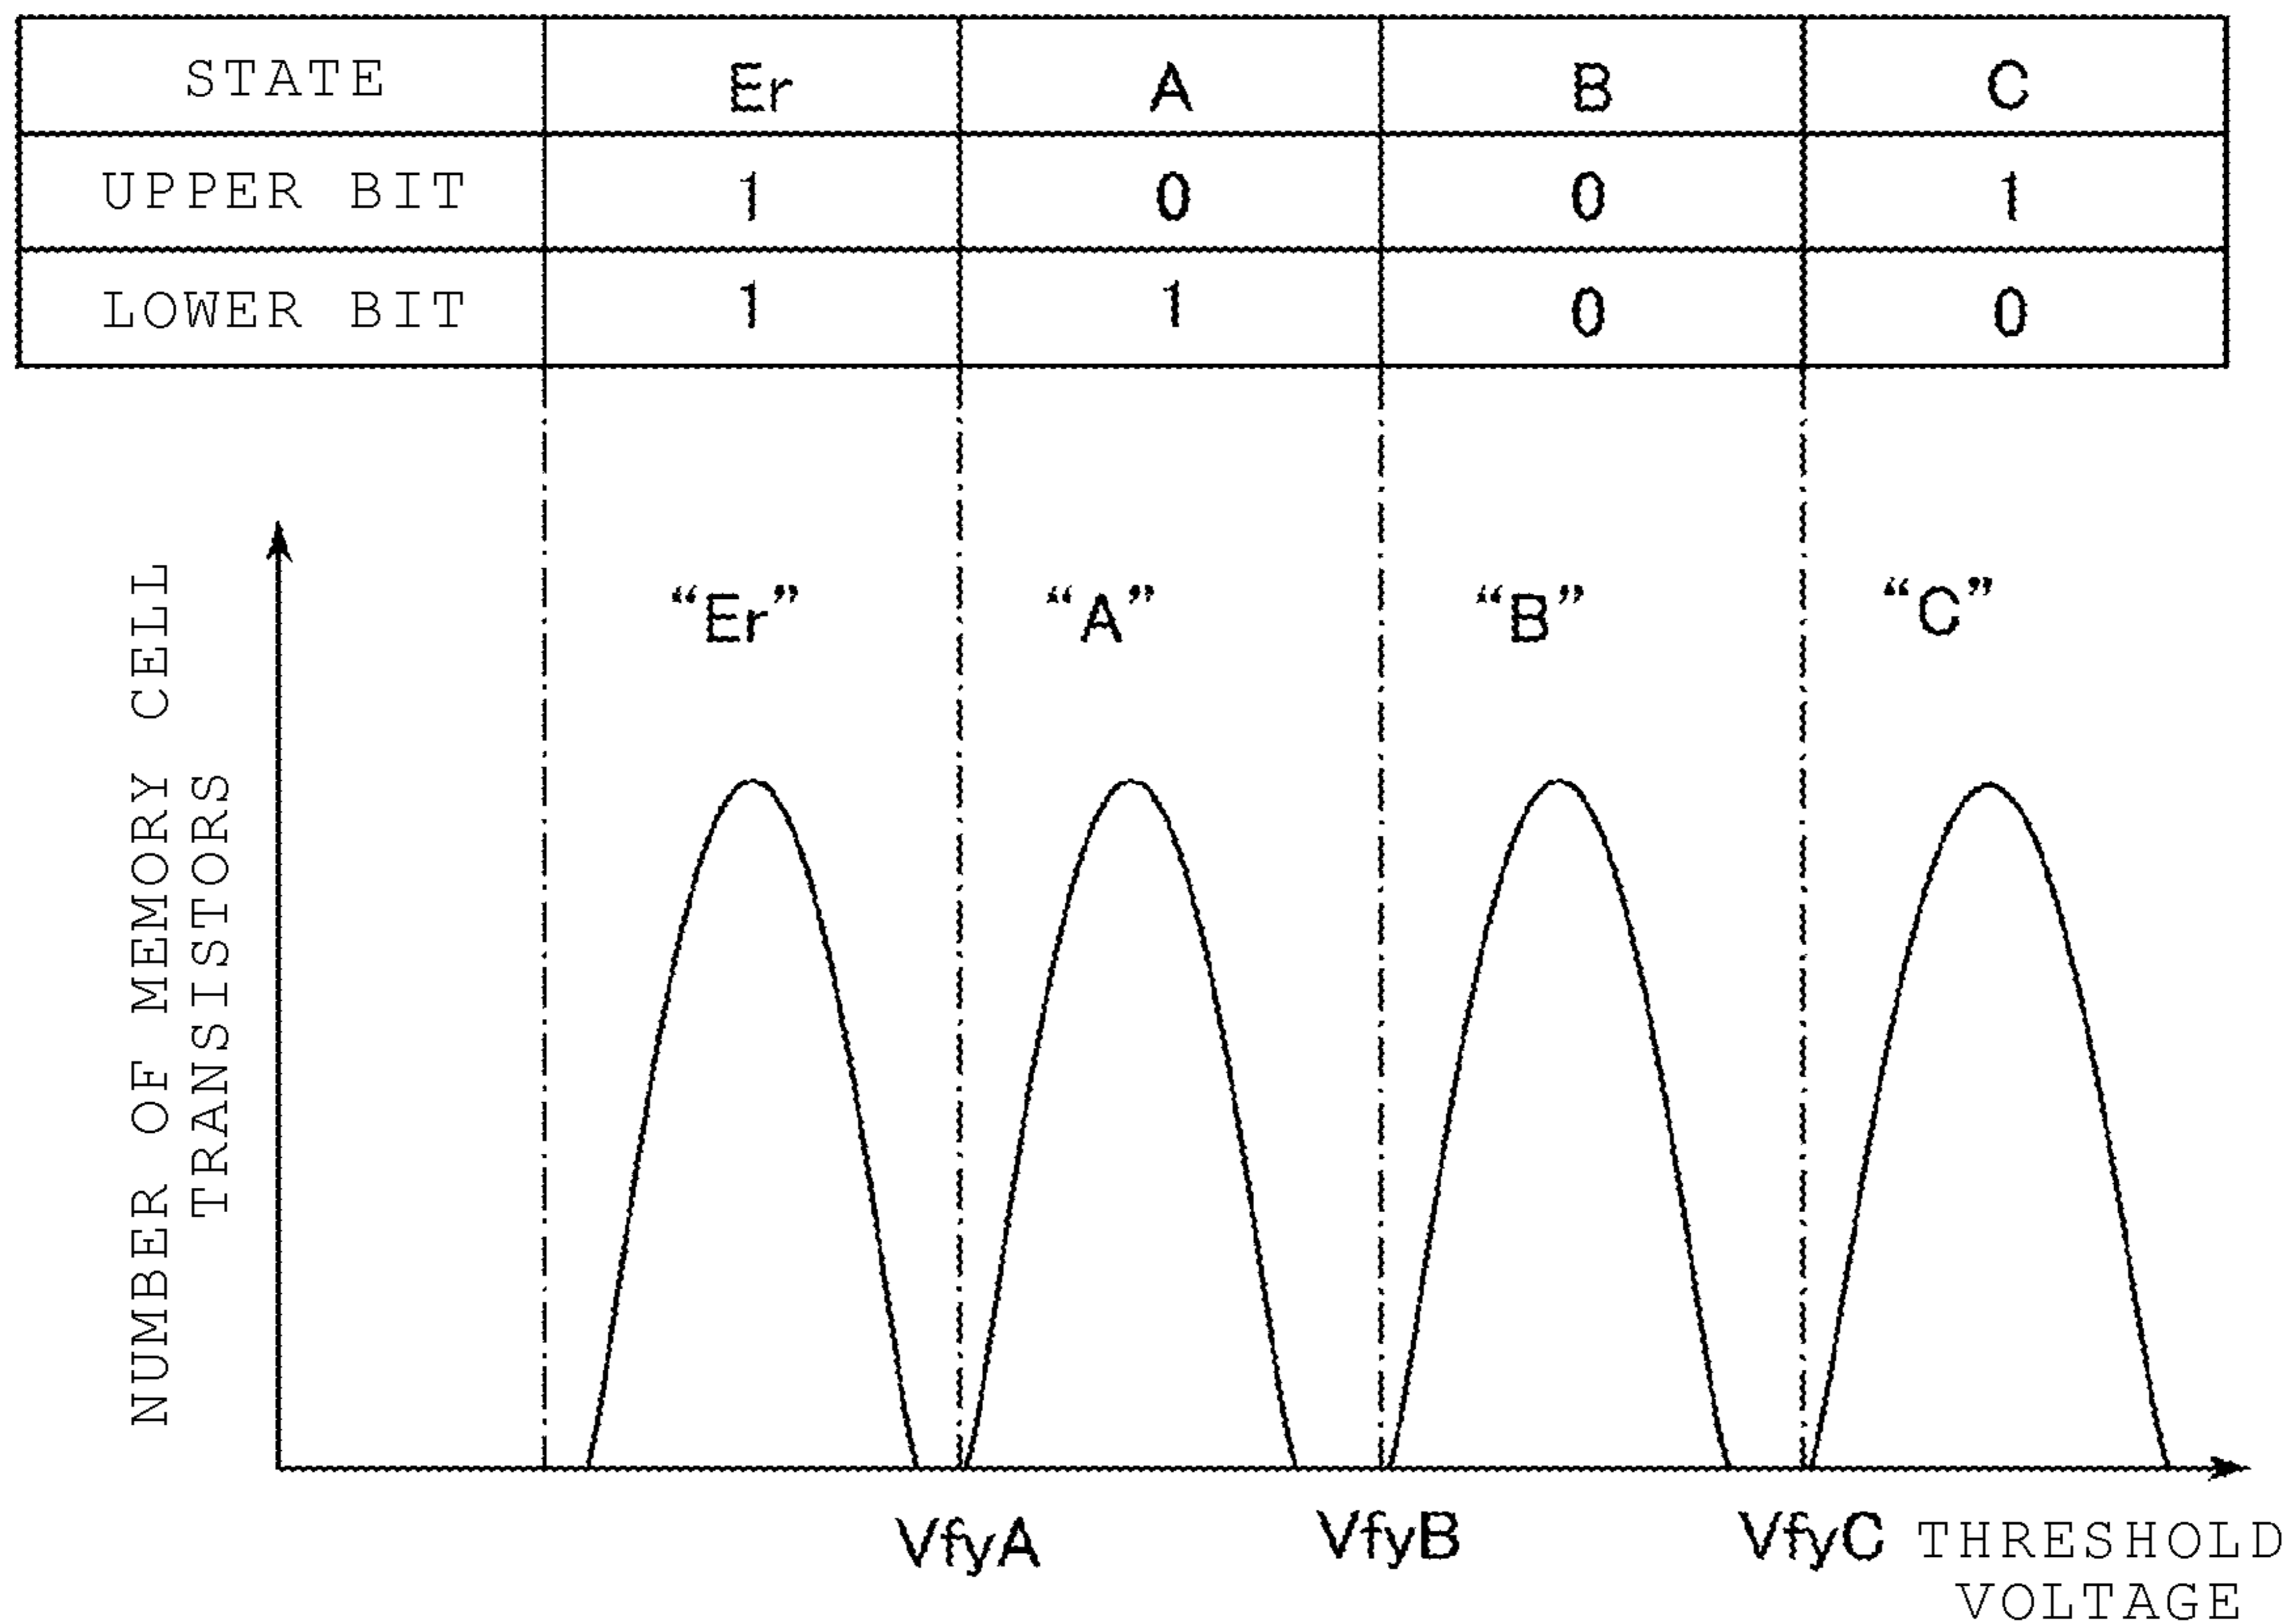 STATE Er A B C
UPPER BIT 1 0 0 1
LOWER BIT 1 1 0 0
“Er” “A” “B” “C”
NUMBER OF MEMORY CELL
TRANSISTORS
VfyA VfyB VfyC THRESHOLD
VOLTAGE